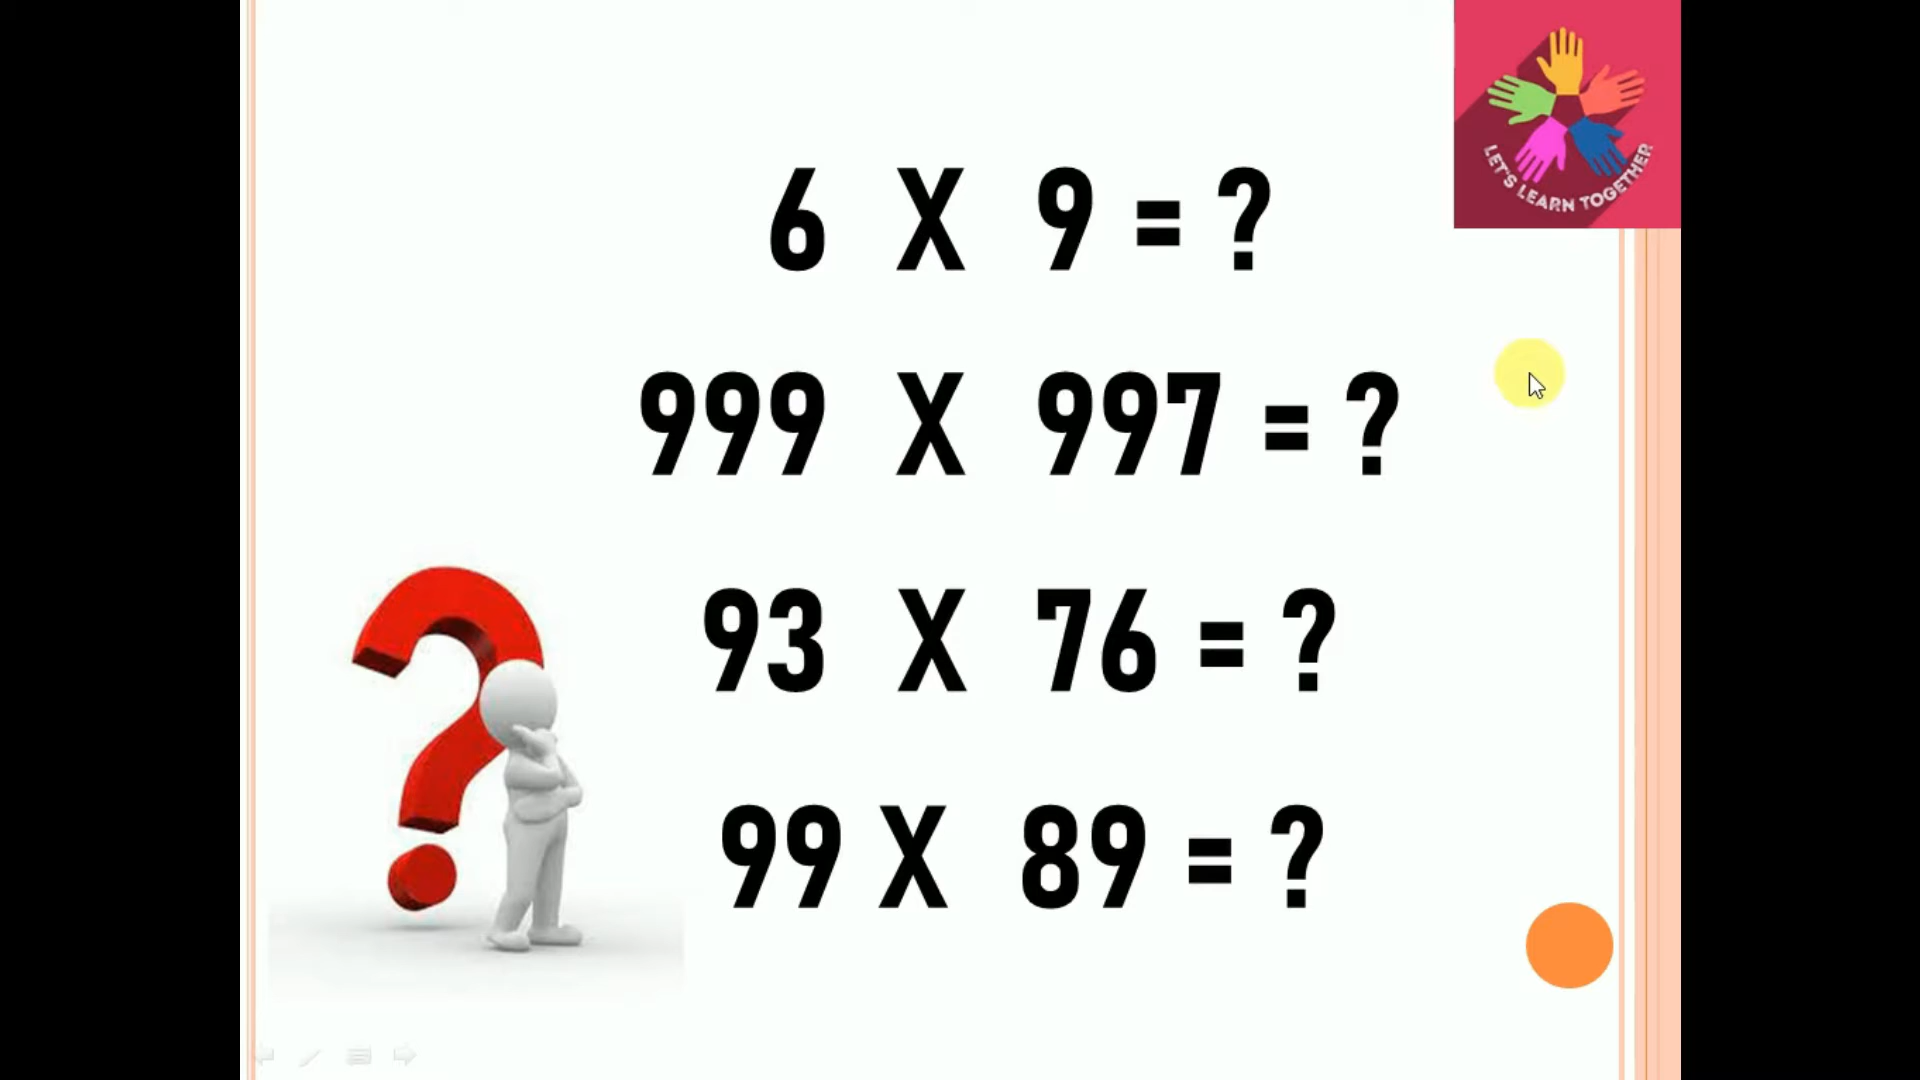 LET'S LEARN TOGETHER
6 X 9 = ?
999 X 997 = ?
93 X 76 = ?
99 X 89 = ?